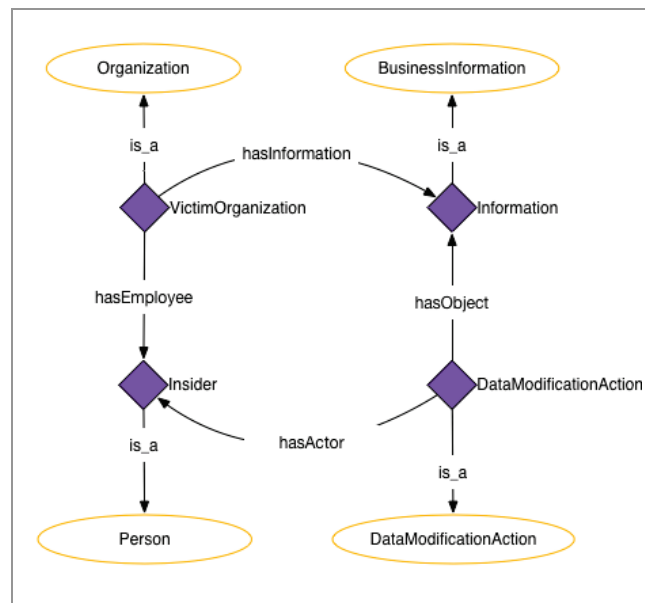 Organization
BusinessInformation
is_a
hasInformation
is_a
VictimOrganization
Information
hasEmployee
hasObject
Insider
DataModificationAction
is_a
hasActor
is_a
Person
DataModificationAction